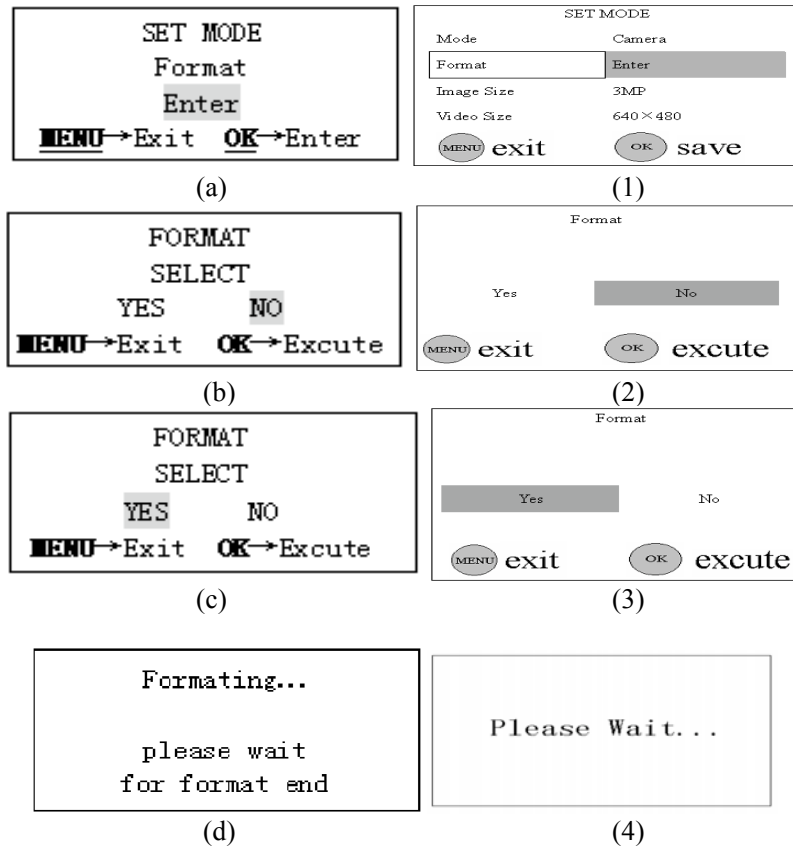 SET MODE
Format
Enter
MENU→Exit OK→Enter
(a)
SET MODE
Mode Camera
Format Enter
Image Size 3MP
Video Size 640×480
MENU exit OK save
(1)
FORMAT
SELECT
YES NO
MENU→Exit OK→Excute
(b)
Format
Yes No
MENU exit OK excute
(2)
FORMAT
SELECT
YES NO
MENU→Exit OK→Excute
(c)
Format
Yes No
MENU exit OK excute
(3)
Formating...
please wait
for format end
(d)
Please Wait...
(4)